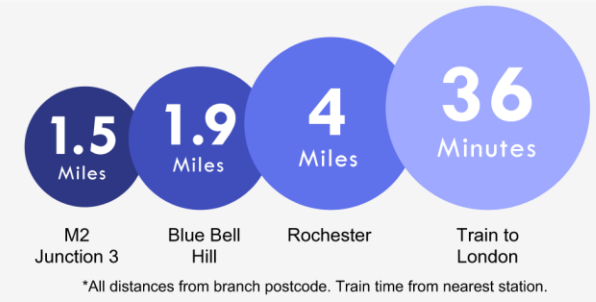 1.5
Miles
1.9
Miles
4
Miles
36
Minutes
M2
Junction 3
Blue Bell
Hill
Rochester
Train to
London
*All distances from branch postcode. Train time from nearest station.